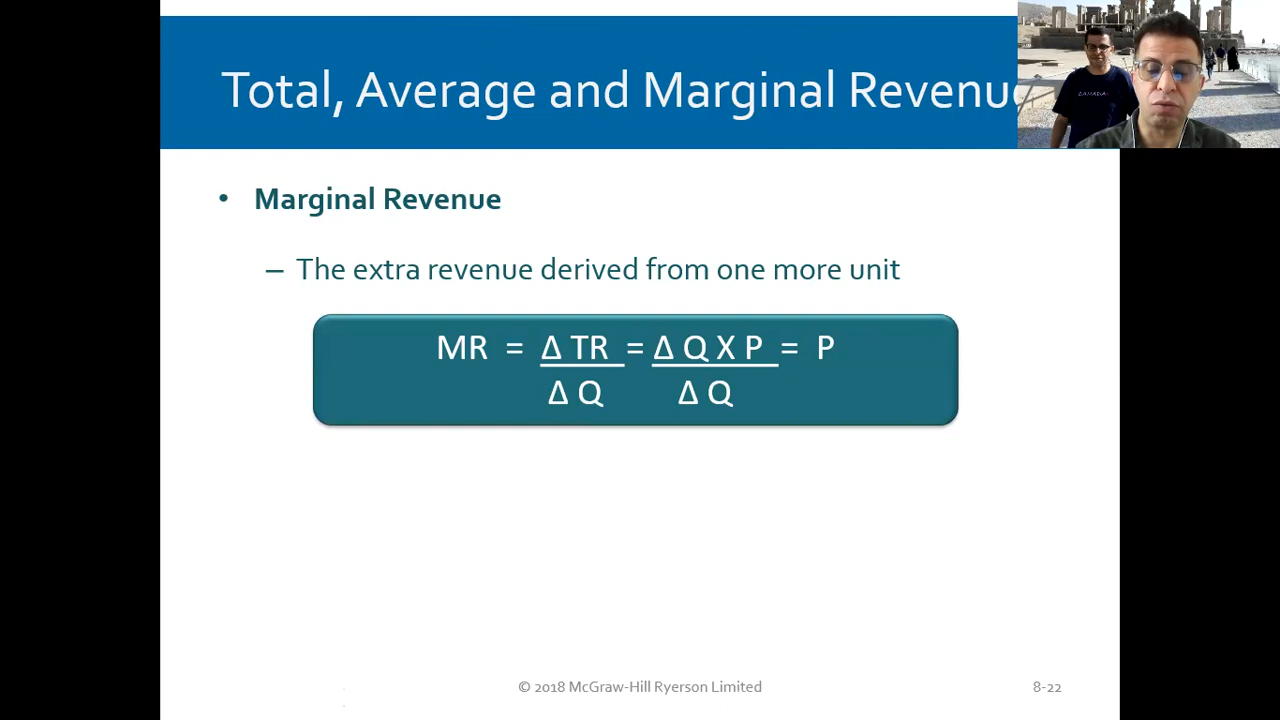 Total, Average and Marginal Revenu
• Marginal Revenue
– The extra revenue derived from one more unit
MR = Δ TR = Δ Q X P = P
Δ Q Δ Q
© 2018 McGraw-Hill Ryerson Limited
8-22